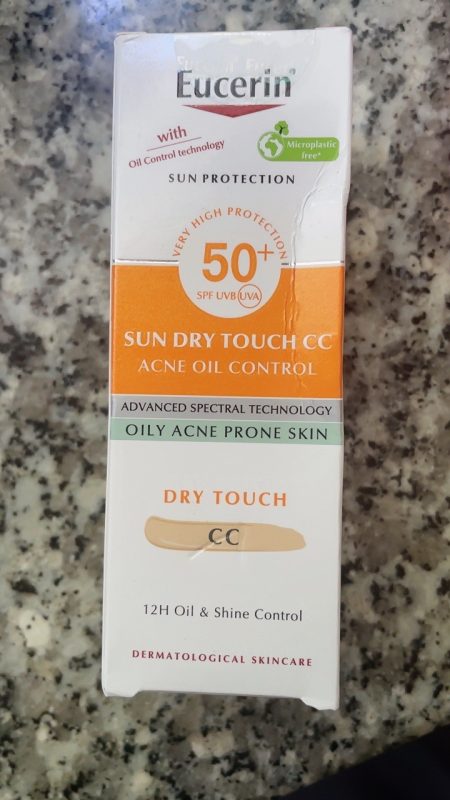 Eucerin®
with
Oil Control technology
Microplastic
free*
SUN PROTECTION
VERY HIGH PROTECTION
50+
SPF UVB UVA
SUN DRY TOUCH CC
ACNE OIL CONTROL
ADVANCED SPECTRAL TECHNOLOGY
OILY ACNE PRONE SKIN
DRY TOUCH
CC
12H Oil & Shine Control
DERMATOLOGICAL SKINCARE